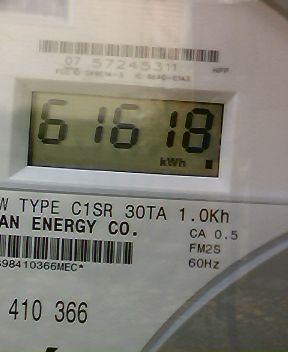 07 57245311
61618
kWh
W TYPE C1SR 30TA 1.0Kh
AN ENERGY CO.
CA 0.5
FM2S
60Hz
98410366MEC*
410 366